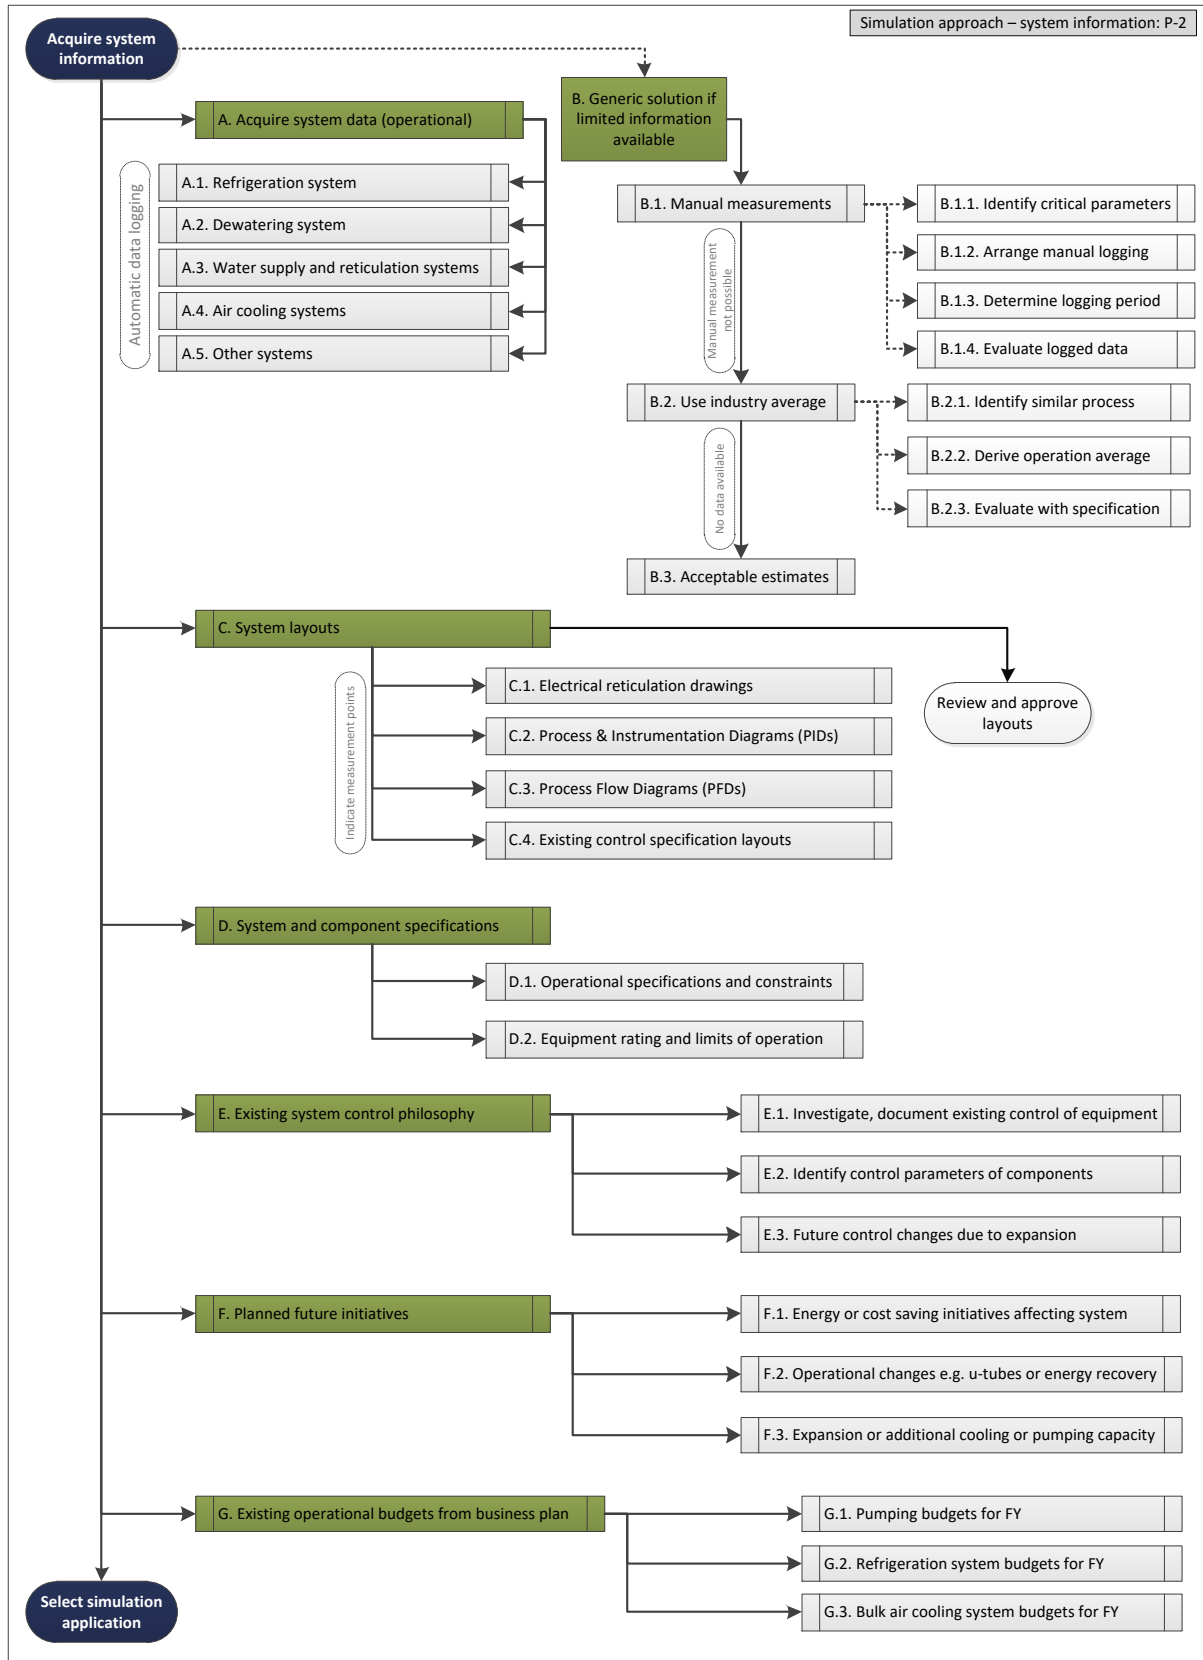 Simulation approach – system information: P-2
Acquire system
information
A. Acquire system data (operational)
Automatic data logging
A.1. Refrigeration system
A.2. Dewatering system
A.3. Water supply and reticulation systems
A.4. Air cooling systems
A.5. Other systems
B. Generic solution if
limited information
available
B.1. Manual measurements
B.1.1. Identify critical parameters
B.1.2. Arrange manual logging
B.1.3. Determine logging period
B.1.4. Evaluate logged data
Manual measurement
not possible
B.2. Use industry average
B.2.1. Identify similar process
B.2.2. Derive operation average
B.2.3. Evaluate with specification
No data available
B.3. Acceptable estimates
C. System layouts
Indicate measurement points
C.1. Electrical reticulation drawings
C.2. Process & Instrumentation Diagrams (PIDs)
C.3. Process Flow Diagrams (PFDs)
C.4. Existing control specification layouts
Review and approve
layouts
D. System and component specifications
D.1. Operational specifications and constraints
D.2. Equipment rating and limits of operation
E. Existing system control philosophy
E.1. Investigate, document existing control of equipment
E.2. Identify control parameters of components
E.3. Future control changes due to expansion
F. Planned future initiatives
F.1. Energy or cost saving initiatives affecting system
F.2. Operational changes e.g. u-tubes or energy recovery
F.3. Expansion or additional cooling or pumping capacity
G. Existing operational budgets from business plan
G.1. Pumping budgets for FY
G.2. Refrigeration system budgets for FY
G.3. Bulk air cooling system budgets for FY
Select simulation
application